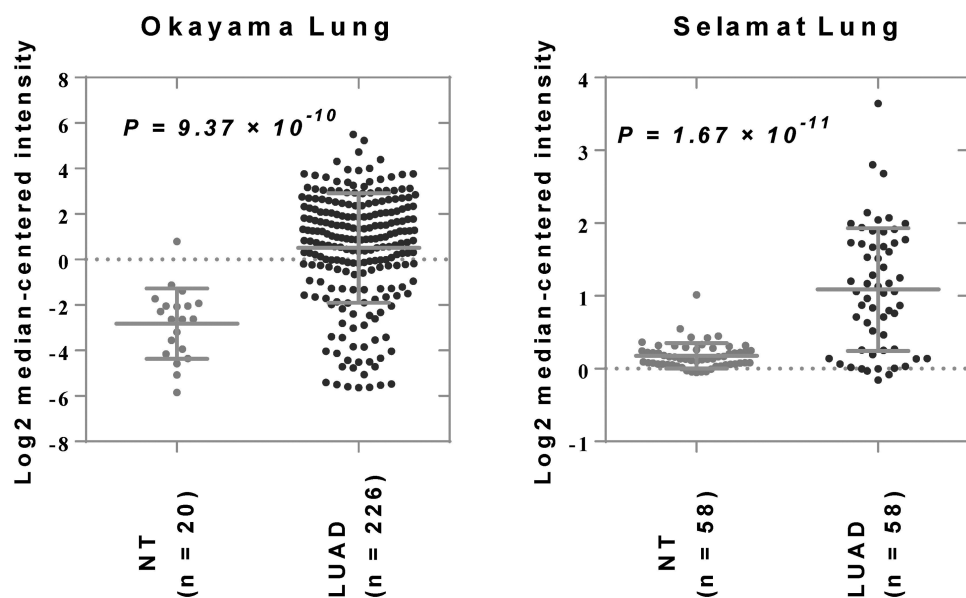 Okayama Lung
Log2 median-centered intensity
8
6
4
2
0
-2
-4
-6
-8
P = 9.37 × 10^-10
NT
(n = 20)
LUAD
(n = 226)
Selamat Lung
Log2 median-centered intensity
4
3
2
1
0
-1
P = 1.67 × 10^-11
NT
(n = 58)
LUAD
(n = 58)